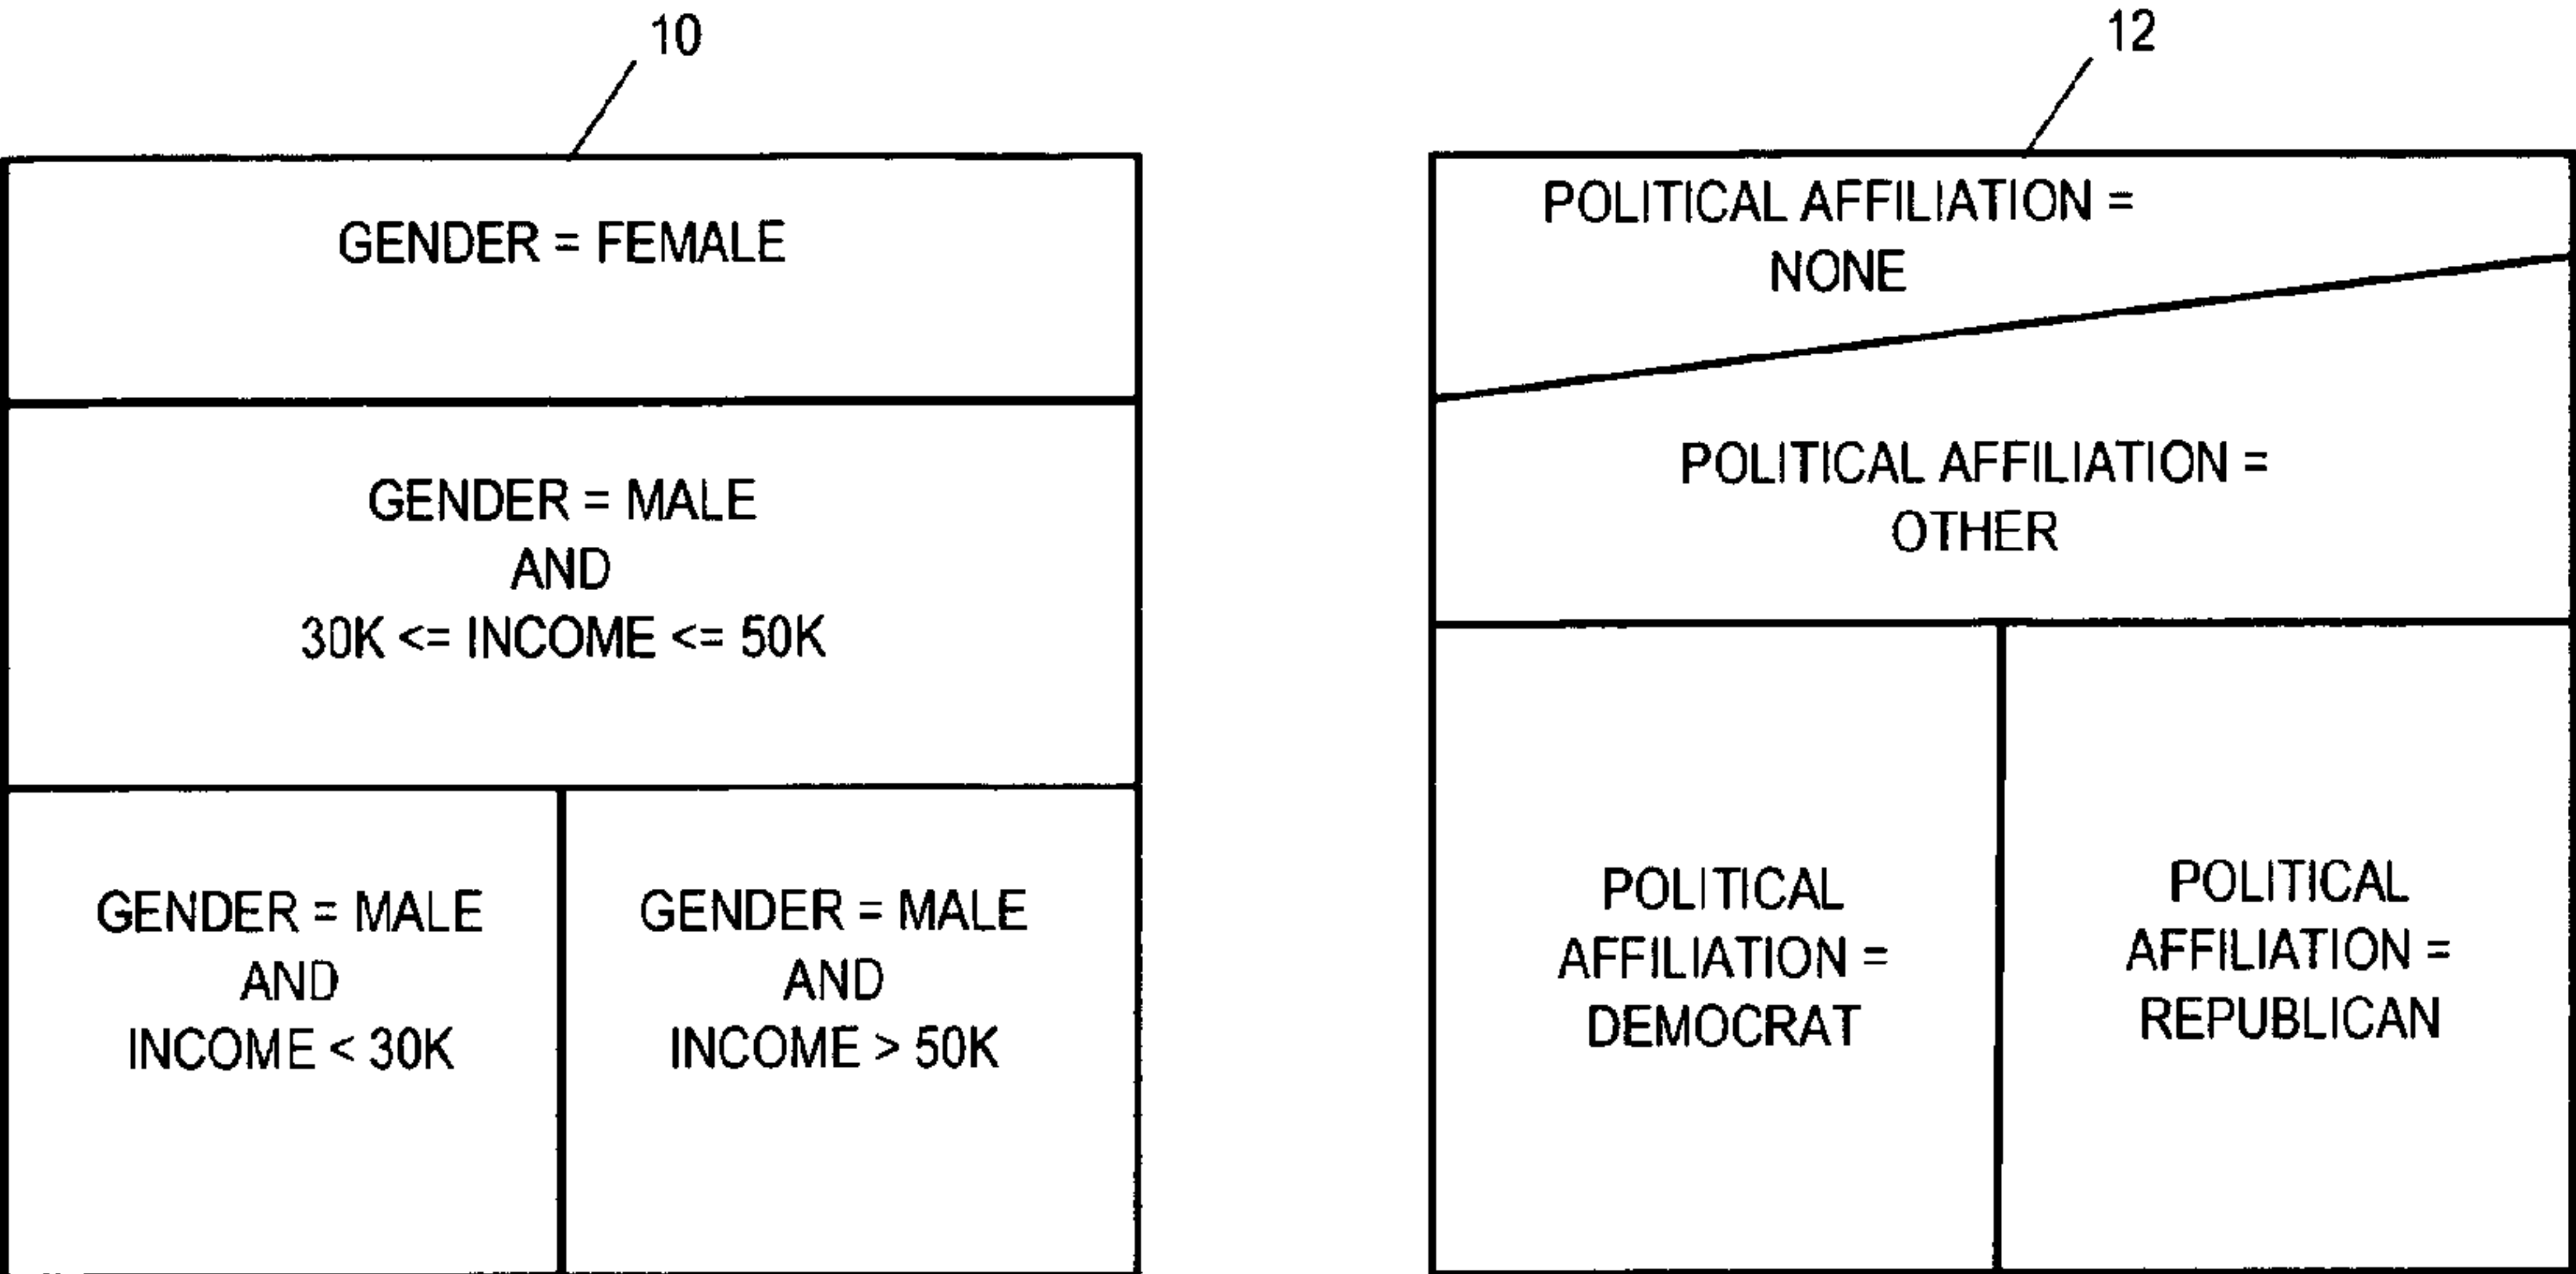 10
GENDER = FEMALE
GENDER = MALE
AND
30K <= INCOME <= 50K
GENDER = MALE
AND
INCOME < 30K
GENDER = MALE
AND
INCOME > 50K
12
POLITICAL AFFILIATION =
NONE
POLITICAL AFFILIATION =
OTHER
POLITICAL
AFFILIATION =
DEMOCRAT
POLITICAL
AFFILIATION =
REPUBLICAN